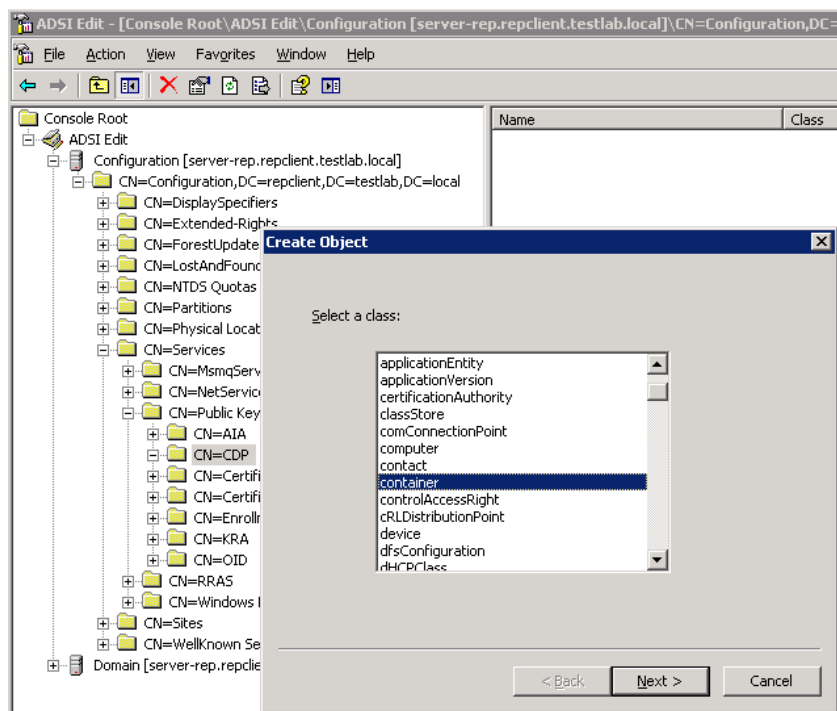 ADSI Edit - [Console Root\ADSI Edit\Configuration [server-rep.repclient.testlab.local]\CN=Configuration,DC=
File Action View Favorites Window Help
Console Root
ADSI Edit
Configuration [server-rep.repclient.testlab.local]
CN=Configuration,DC=repclient,DC=testlab,DC=local
CN=DisplaySpecifiers
CN=Extended-Rights
CN=ForestUpdate
CN=LostAndFound
CN=NTDS Quotas
CN=Partitions
CN=Physical Locat
CN=Services
CN=MsmqServ
CN=NetServic
CN=Public Key
CN=AIA
CN=CDP
CN=Certifi
CN=Certifi
CN=Enrollm
CN=KRA
CN=OID
CN=RRAS
CN=Windows
CN=Sites
CN=WellKnown Se
Domain [server-rep.repclie
Name Class
Create Object
Select a class:
applicationEntity
applicationVersion
certificationAuthority
classStore
comConnectionPoint
computer
contact
container
controlAccessRight
cRLDistributionPoint
device
dfsConfiguration
dHCPClass
< Back Next > Cancel